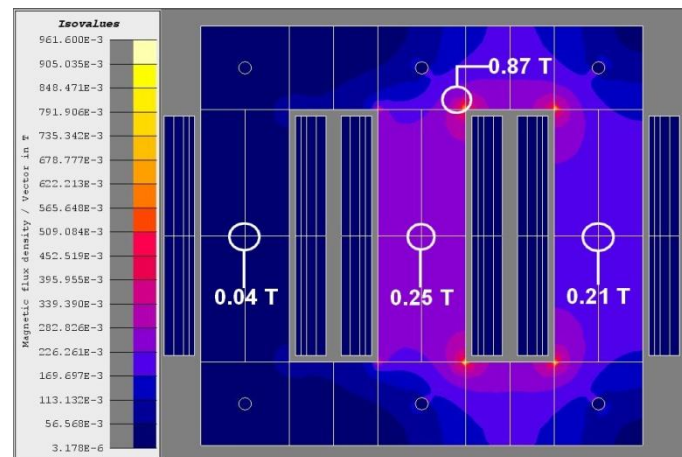 Isovalues
961.600E-3
905.035E-3
848.471E-3
791.906E-3
735.342E-3
678.777E-3
622.213E-3
565.648E-3
509.084E-3
452.519E-3
395.955E-3
339.390E-3
282.826E-3
226.261E-3
169.697E-3
113.132E-3
56.568E-3
3.178E-6
Magnetic flux density / Vector in T
0.87 T
0.04 T
0.25 T
0.21 T